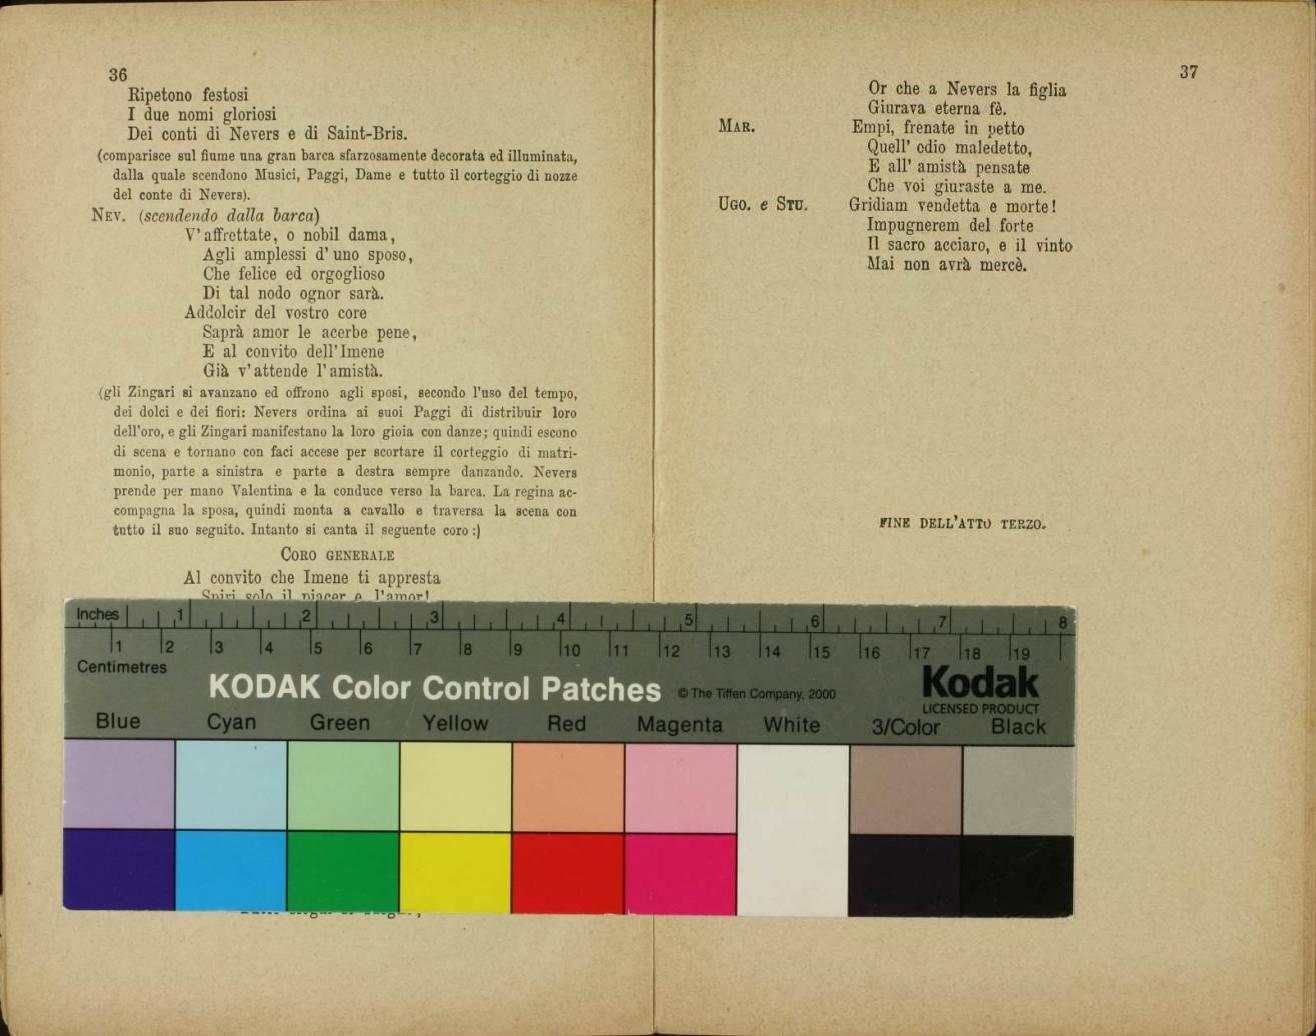 36
Ripetono festosi
I due nomi gloriosi
Dei conti di Nevers e di Saint-Bris.
(comparisce sul fiume una gran barca sfarzosamente decorata ed illuminata,
dalla quale scendono Musici, Paggi, Dame e tutto il corteggio di nozze
del conte di Nevers).
NEV. (scendendo dalla barca)
V' affrettate, o nobil dama,
Agli amplessi d' uno sposo,
Che felice ed orgoglioso
Di tal nodo ognor sarà.
Addolcir del vostro core
Saprà amor le acerbe pene,
E al convito dell' Imene
Già v' attende l' amistà.
(gli Zingari si avanzano ed offrono agli sposi, secondo l'uso del tempo,
dei dolci e dei fiori: Nevers ordina ai suoi Paggi di distribuir loro
dell'oro, e gli Zingari manifestano la loro gioia con danze; quindi escono
di scena e tornano con faci accese per scortare il corteggio di matri-
monio, parte a sinistra e parte a destra sempre danzando. Nevers
prende per mano Valentina e la conduce verso la barca. La regina ac-
compagna la sposa, quindi monta a cavallo e traversa la scena con
tutto il suo seguito. Intanto si canta il seguente coro :)
CORO GENERALE
Al convito che Imene ti appresta
Spiri solo il piacer e l'amor!
37
Or che a Nevers la figlia
Giurava eterna fè.
MAR. Empi, frenate in petto
Quell' odio maledetto,
E all' amistà pensate
Che voi giuraste a me.
UGO. e STU. Gridiam vendetta e morte!
Impugnerem del forte
Il sacro acciaro, e il vinto
Mai non avrà mercè.
FINE DELL'ATTO TERZO.
Inches 1 2 3 4 5 6 7 8
1 2 3 4 5 6 7 8 9 10 11 12 13 14 15 16 17 18 19
Centimetres
KODAK Color Control Patches © The Tiffen Company, 2000
Kodak
LICENSED PRODUCT
Blue Cyan Green Yellow Red Magenta White 3/Color Black